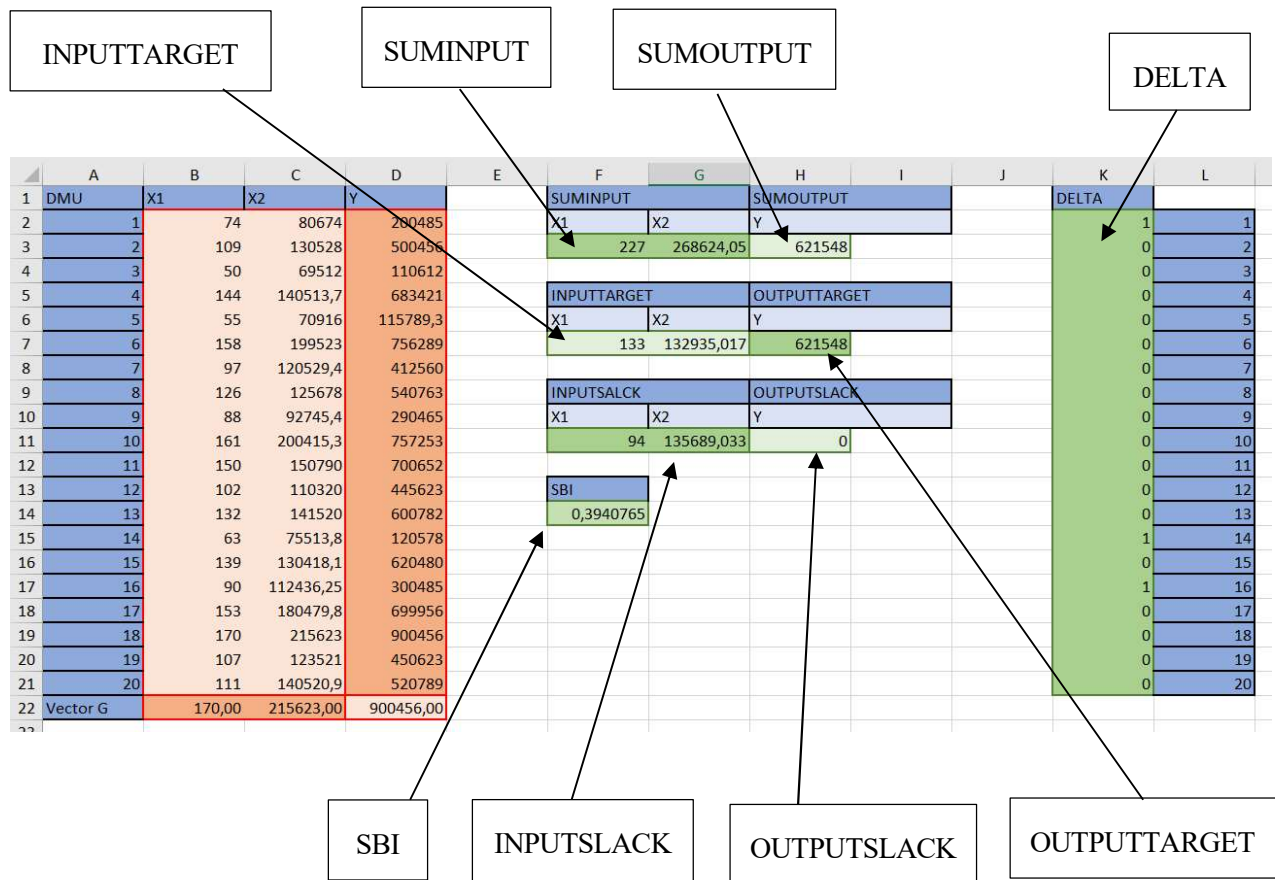 INPUTTARGET SUMINPUT SUMOUTPUT DELTA
A B C D E F G H I J K L
1 DMU X1 X2 Y SUMINPUT SUMOUTPUT DELTA
2 1 74 80674 200485 X1 X2 Y 1 1
3 2 109 130528 500456 227 268624,05 621548 0 2
4 3 50 69512 110612 0 3
5 4 144 140513,7 683421 INPUTTARGET OUTPUTTARGET 0 4
6 5 55 70916 115789,3 X1 X2 Y 0 5
7 6 158 199523 756289 133 132935,017 621548 0 6
8 7 97 120529,4 412560 0 7
9 8 126 125678 540763 INPUTSALCK OUTPUTSLACK 0 8
10 9 88 92745,4 290465 X1 X2 Y 0 9
11 10 161 200415,3 757253 94 135689,033 0 0 10
12 11 150 150790 700652 0 11
13 12 102 110320 445623 SBI 0 12
14 13 132 141520 600782 0,3940765 0 13
15 14 63 75513,8 120578 1 14
16 15 139 130418,1 620480 0 15
17 16 90 112436,25 300485 1 16
18 17 153 180479,8 699956 0 17
19 18 170 215623 900456 0 18
20 19 107 123521 450623 0 19
21 20 111 140520,9 520789 0 20
22 Vector G 170,00 215623,00 900456,00
SBI INPUTSLACK OUTPUTSLACK OUTPUTTARGET